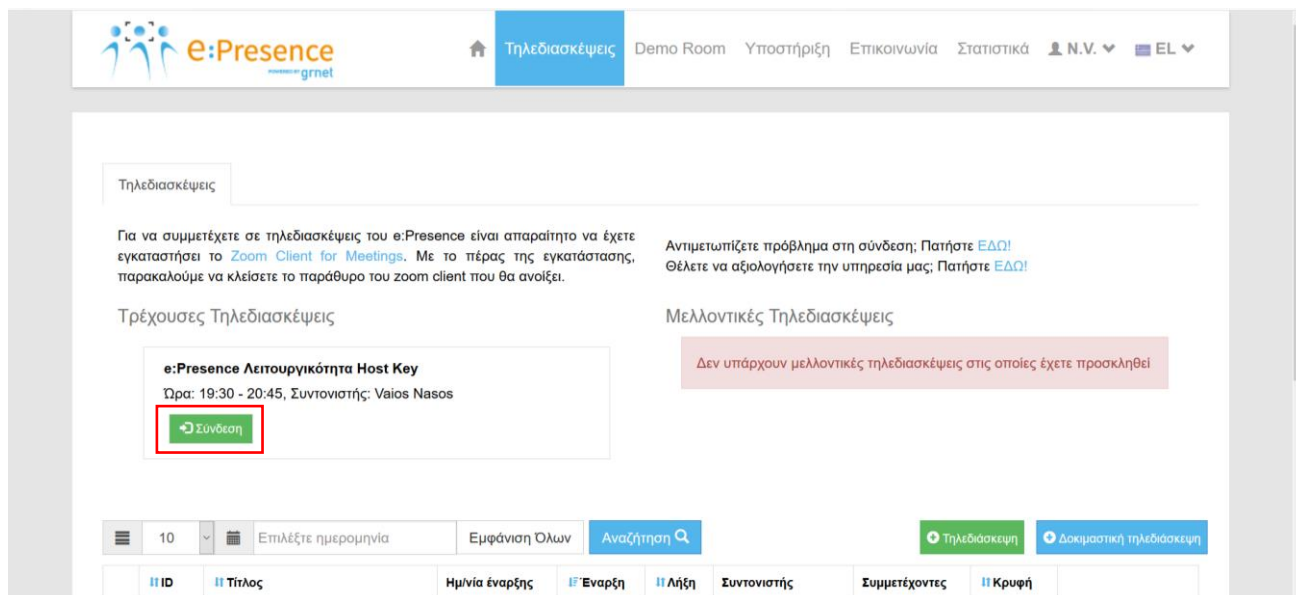 e:Presence
POWERED BY grnet
Τηλεδιασκέψεις Demo Room Υποστήριξη Επικοινωνία Στατιστικά N.V. EL
Τηλεδιασκέψεις
Για να συμμετέχετε σε τηλεδιασκέψεις του e:Presence είναι απαραίτητο να έχετε
εγκαταστήσει το Zoom Client for Meetings. Με το πέρας της εγκατάστασης,
παρακαλούμε να κλείσετε το παράθυρο του zoom client που θα ανοίξει.
Αντιμετωπίζετε πρόβλημα στη σύνδεση; Πατήστε ΕΔΩ!
Θέλετε να αξιολογήσετε την υπηρεσία μας; Πατήστε ΕΔΩ!
Τρέχουσες Τηλεδιασκέψεις
e:Presence Λειτουργικότητα Host Key
Ώρα: 19:30 - 20:45, Συντονιστής: Vaios Nasos
Σύνδεση
Μελλοντικές Τηλεδιασκέψεις
Δεν υπάρχουν μελλοντικές τηλεδιασκέψεις στις οποίες έχετε προσκληθεί
10 Επιλέξτε ημερομηνία Εμφάνιση Όλων Αναζήτηση Τηλεδιάσκεψη Δοκιμαστική τηλεδιάσκεψη
ID Τίτλος Ημ/νία έναρξης Έναρξη Λήξη Συντονιστής Συμμετέχοντες Κρυφή